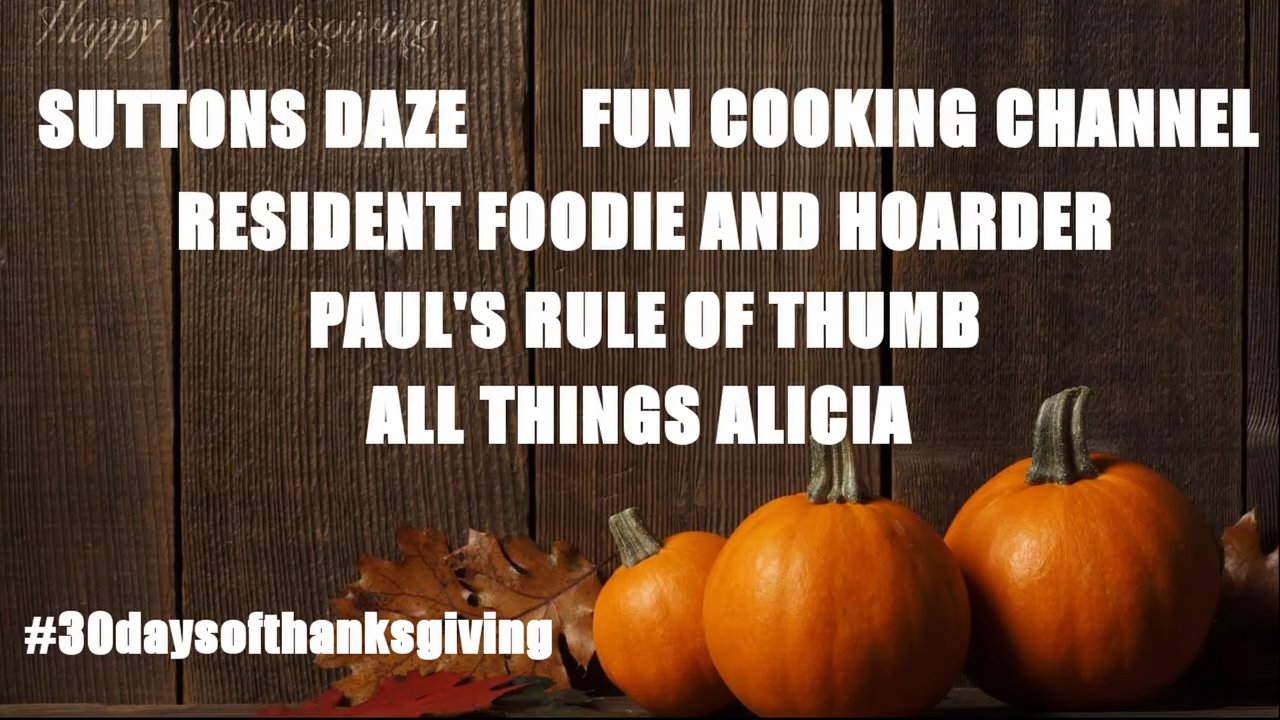 Happy Thanksgiving
SUTTONS DAZE FUN COOKING CHANNEL
RESIDENT FOODIE AND HOARDER
PAUL'S RULE OF THUMB
ALL THINGS ALICIA
#30daysofthanksgiving